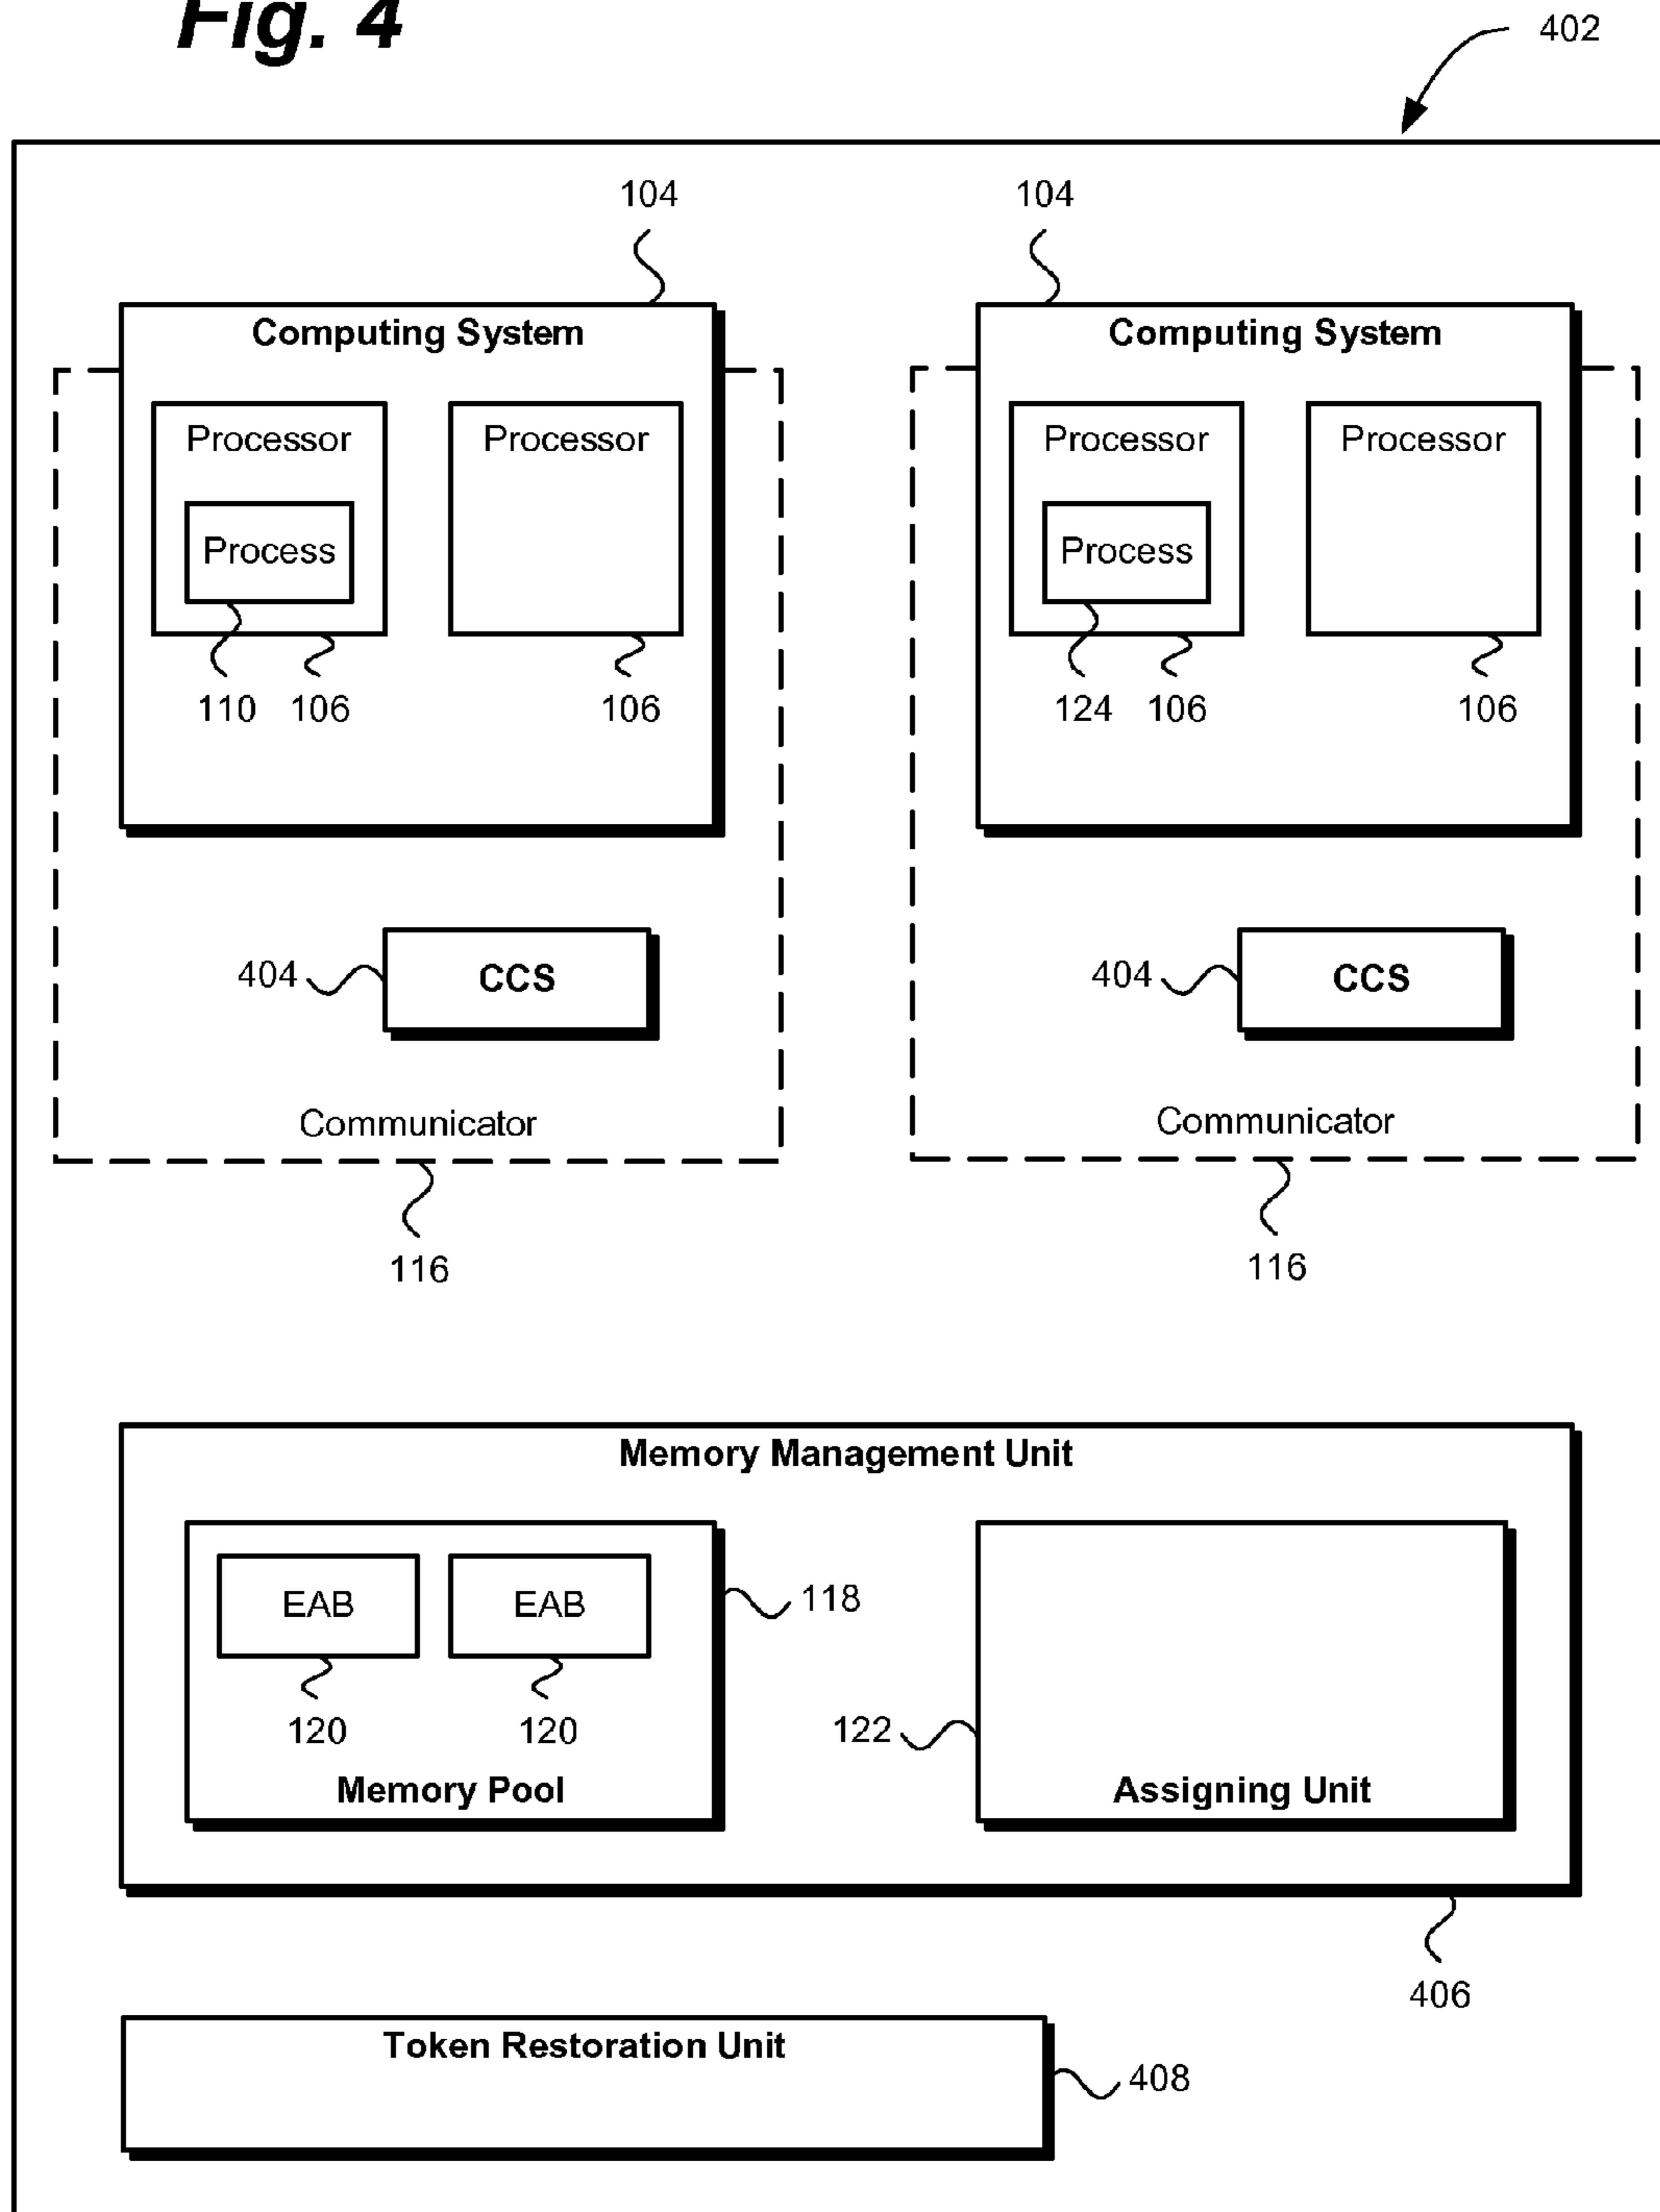 Fig. 4
402
104
104
Computing System
Computing System
Processor
Processor
Processor
Processor
Process
Process
110
106
106
124
106
106
404
CCS
404
CCS
Communicator
Communicator
116
116
Memory Management Unit
EAB
EAB
118
120
120
122
Memory Pool
Assigning Unit
406
Token Restoration Unit
408